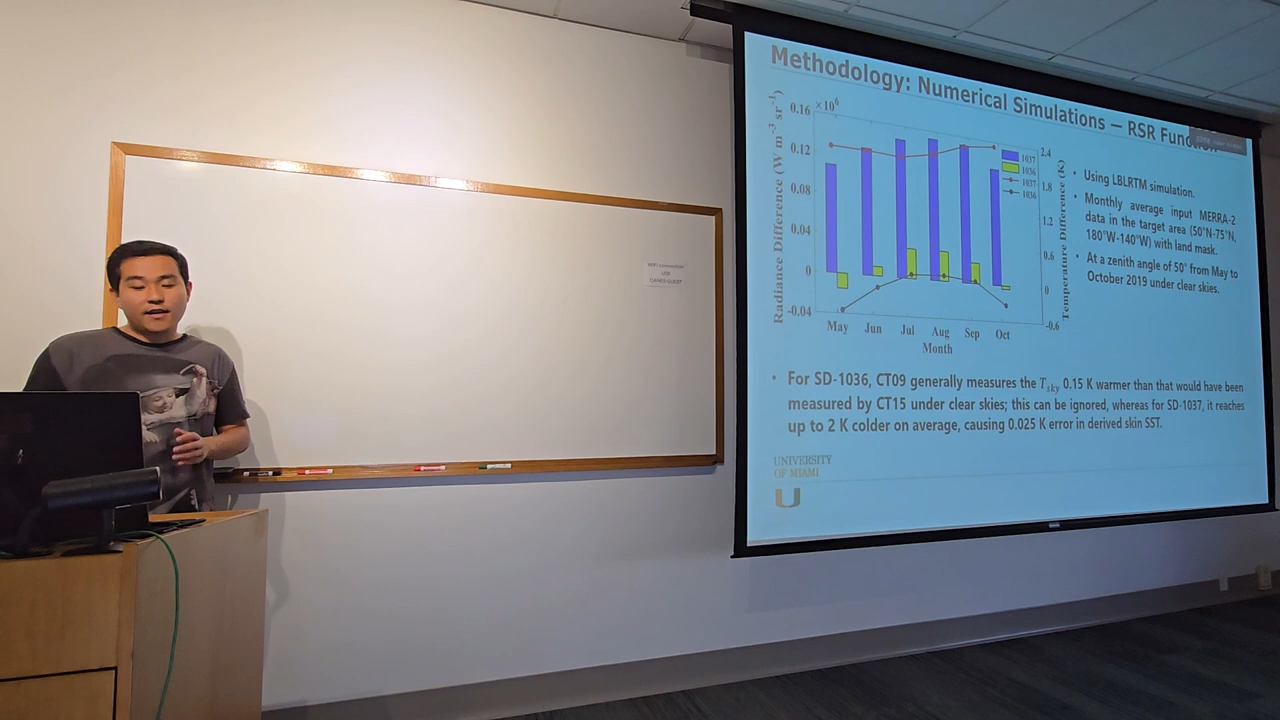 Methodology: Numerical Simulations — RSR
0.16 ×10⁶
0.12
0.08
0.04
0
-0.04
Radiance Difference (W m⁻³ sr⁻¹)
May Jun Jul Aug Sep Oct
Month
1037
1036
1037
1036
2.4
1.8
1.2
0.6
0
-0.6
Temperature Difference (K)
• Using LBLRTM simulation.
• Monthly average input MERRA-2
data in the target area (50°N-75°N,
180°W-140°W) with land mask.
• At a zenith angle of 50° from May to
October 2019 under clear skies.
• For SD-1036, CT09 generally measures the Tsky 0.15 K warmer than that would have been
measured by CT15 under clear skies; this can be ignored, whereas for SD-1037, it reaches
up to 2 K colder on average, causing 0.025 K error in derived skin SST.
UNIVERSITY
OF MIAMI
U